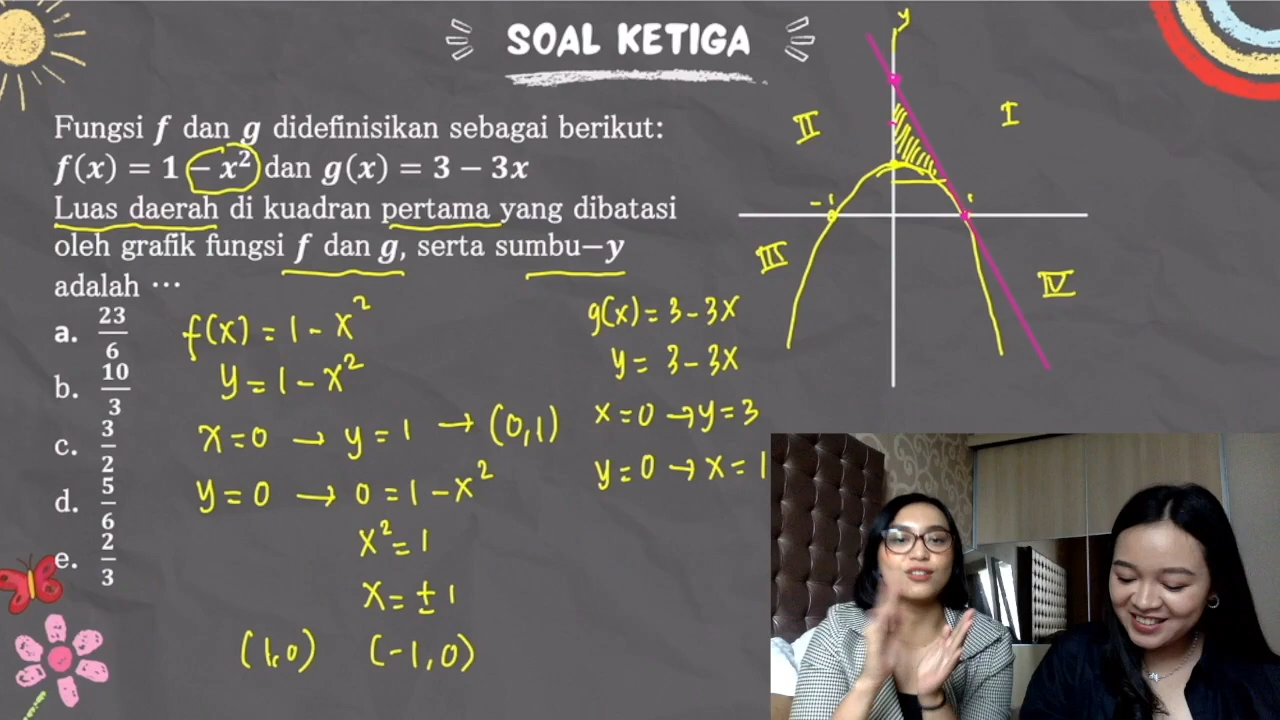 SOAL KETIGA
Fungsi f dan g didefinisikan sebagai berikut:
f(x) = 1 − x² dan g(x) = 3 − 3x
Luas daerah di kuadran pertama yang dibatasi
oleh grafik fungsi f dan g, serta sumbu−y
adalah ⋯
a. 23/6
b. 10/3
c. 3/2
d. 5/6
e. 2/3
f(x) = 1 - x²
y = 1 - x²
x = 0 → y = 1 → (0,1)
y = 0 → 0 = 1 - x²
x² = 1
x = ± 1
(1,0) (-1,0)
g(x) = 3 - 3x
y = 3 - 3x
x = 0 → y = 3
y = 0 → x = 1
y
II
I
-1
1
III
IV